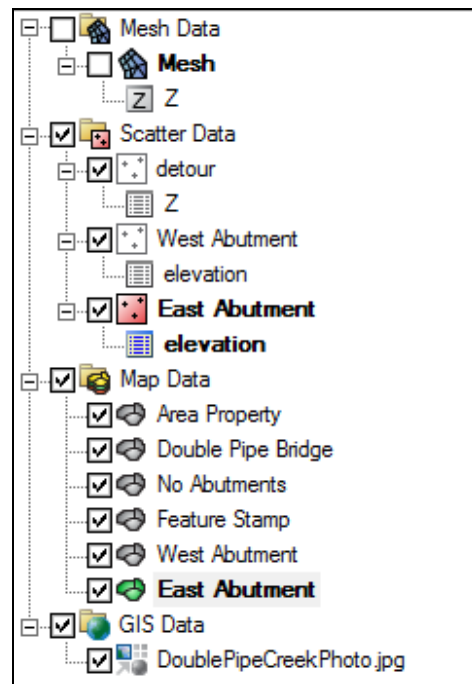 Mesh Data
Mesh
Z Z
Scatter Data
detour
Z
West Abutment
elevation
East Abutment
elevation
Map Data
Area Property
Double Pipe Bridge
No Abutments
Feature Stamp
West Abutment
East Abutment
GIS Data
DoublePipeCreekPhoto.jpg